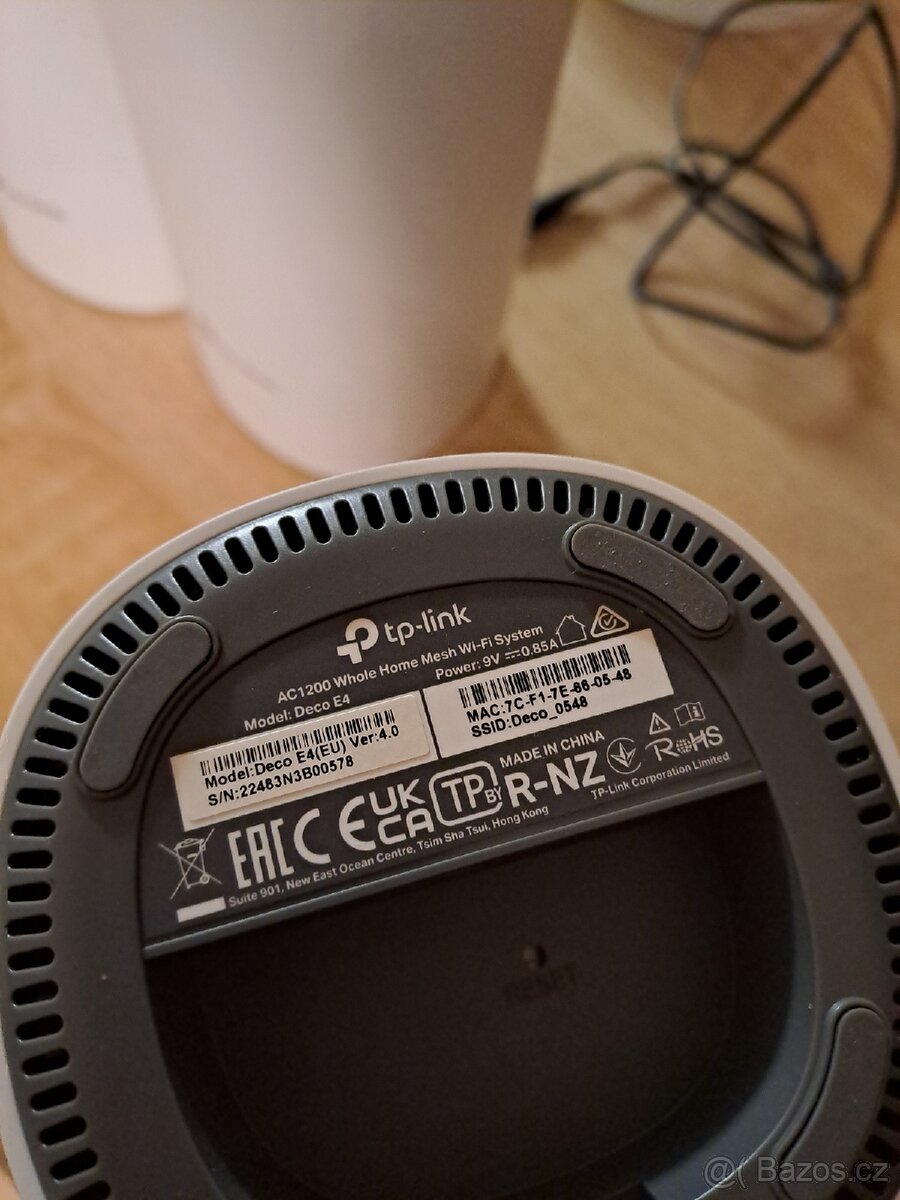 tp-link
AC1200 Whole Home Mesh Wi-Fi System
Model: Deco E4
Power: 9V ⎓0.85A
Model:Deco E4(EU) Ver:4.0
S/N:22483N3B00578
MAC:7C-F1-7E-86-05-48
SSID:Deco_0548
EAC CE UK CA TP BY R-NZ
MADE IN CHINA
RoHS
TP-Link Corporation Limited
Suite 901, New East Ocean Centre, Tsim Sha Tsui, Hong Kong
RESET
@( Bazos.cz